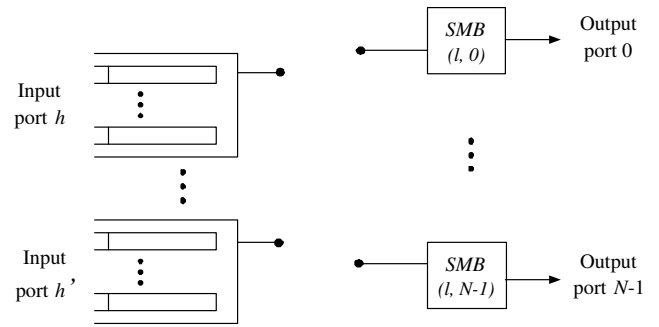 SMB
(l, 0)
Output
port 0
Input
port h
Input
port h'
SMB
(l, N-1)
Output
port N-1